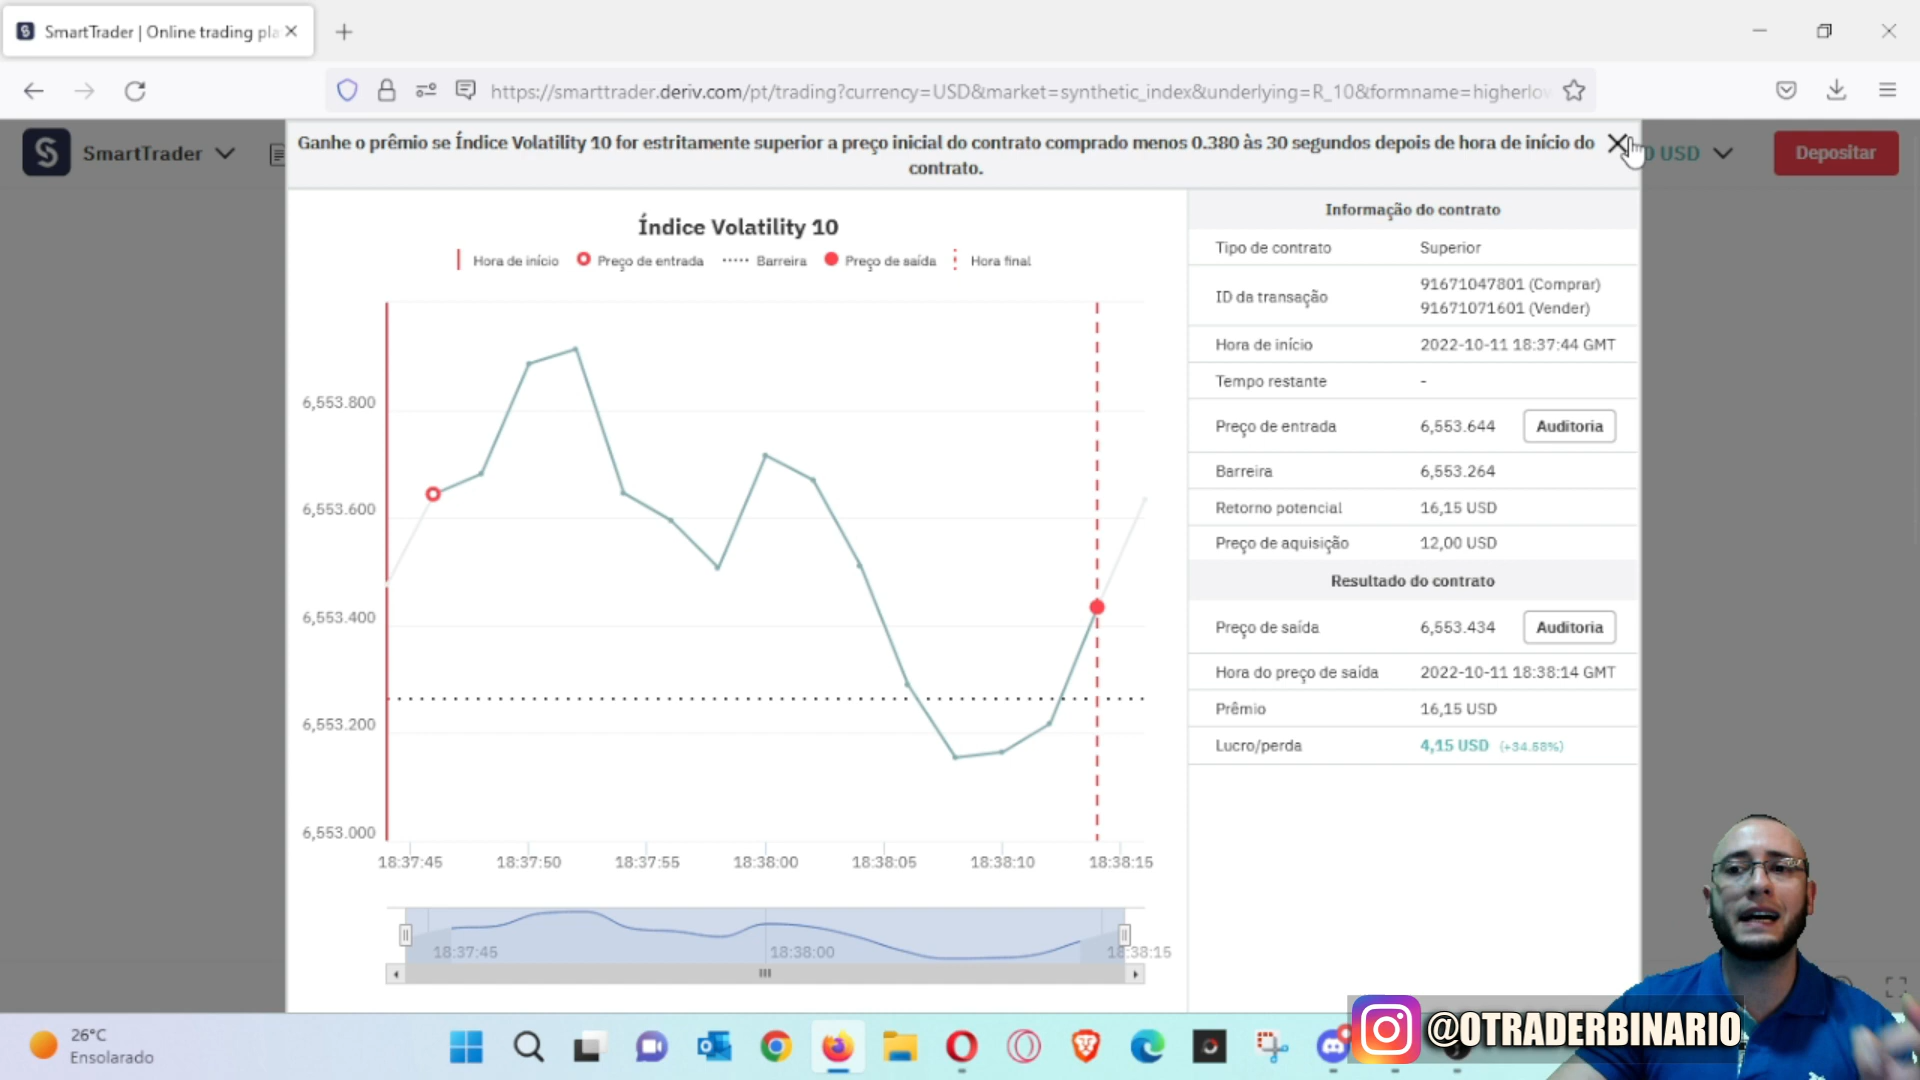 SmartTrader | Online trading pla
https://smarttrader.deriv.com/pt/trading?currency=USD&market=synthetic_index&underlying=R_10&formname=higherlow
SmartTrader
Ganhe o prêmio se Índice Volatility 10 for estritamente superior a preço inicial do contrato comprado menos 0.380 às 30 segundos depois de hora de início do
contrato.
0 USD
Depositar
Índice Volatility 10
Hora de início
Preço de entrada
Barreira
Preço de saída
Hora final
6,553.800
6,553.600
6,553.400
6,553.200
6,553.000
18:37:45
18:37:50
18:37:55
18:38:00
18:38:05
18:38:10
18:38:15
18:37:45
18:38:00
18:38:15
Informação do contrato
Tipo de contrato Superior
ID da transação 91671047801 (Comprar)
91671071601 (Vender)
Hora de início 2022-10-11 18:37:44 GMT
Tempo restante -
Preço de entrada 6,553.644 Auditoria
Barreira 6,553.264
Retorno potencial 16,15 USD
Preço de aquisição 12,00 USD
Resultado do contrato
Preço de saída 6,553.434 Auditoria
Hora do preço de saída 2022-10-11 18:38:14 GMT
Prêmio 16,15 USD
Lucro/perda 4,15 USD (+34.58%)
26°C
Ensolarado
@OTRADERBINARIO